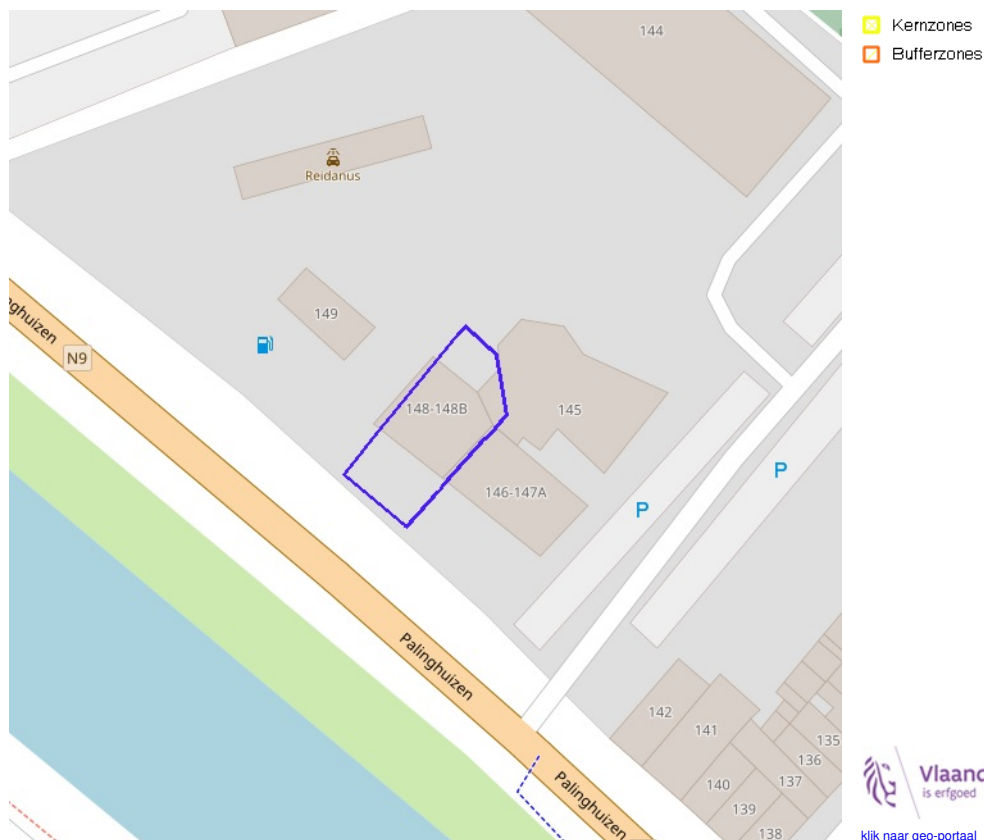 Kernzones
Bufferzones
144
Reidanus
149
nghuizen
N9
148-148B
145
146-147A
P
P
Palinghuizen
142
141
140
139
138
137
136
135
Palinghuizen
Vlaand
is erfgoed
klik naar geo-portaal